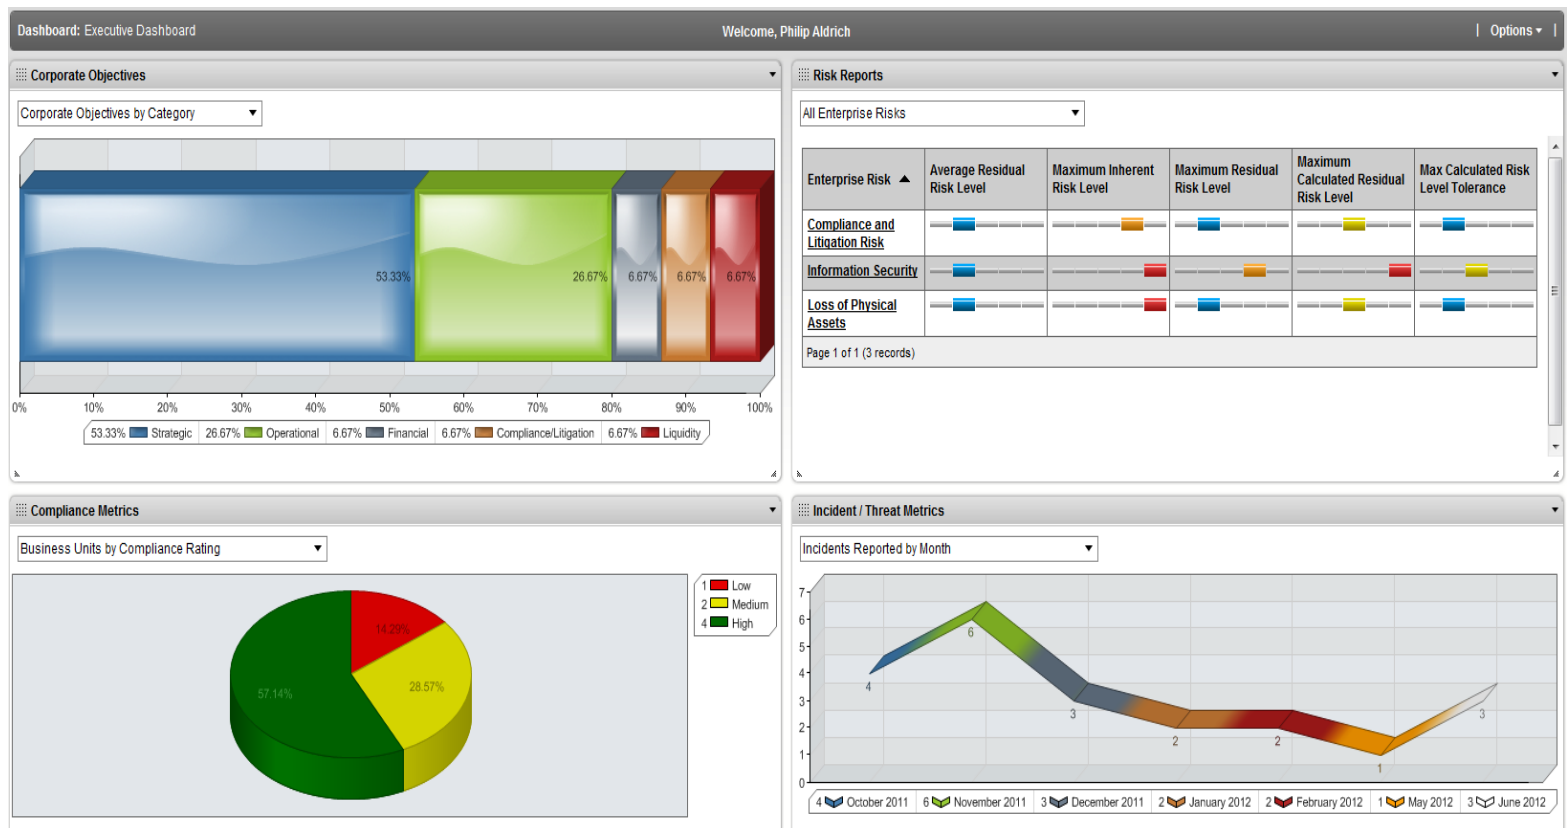 Dashboard: Executive Dashboard
Welcome, Philip Aldrich
| Options ▾ |
Corporate Objectives
Corporate Objectives by Category
53.33%
26.67%
6.67%
6.67%
6.67%
0% 10% 20% 30% 40% 50% 60% 70% 80% 90% 100%
53.33% Strategic 26.67% Operational 6.67% Financial 6.67% Compliance/Litigation 6.67% Liquidity
Risk Reports
All Enterprise Risks
Enterprise Risk ▲
Average Residual
Risk Level
Maximum Inherent
Risk Level
Maximum Residual
Risk Level
Maximum
Calculated Residual
Risk Level
Max Calculated Risk
Level Tolerance
Compliance and
Litigation Risk
Information Security
Loss of Physical
Assets
Page 1 of 1 (3 records)
Compliance Metrics
Business Units by Compliance Rating
14.29%
28.57%
57.14%
1 Low
2 Medium
4 High
Incident / Threat Metrics
Incidents Reported by Month
7
6
5
4
3
2
1
0
4
6
3
2
2
1
3
4 October 2011 6 November 2011 3 December 2011 2 January 2012 2 February 2012 1 May 2012 3 June 2012